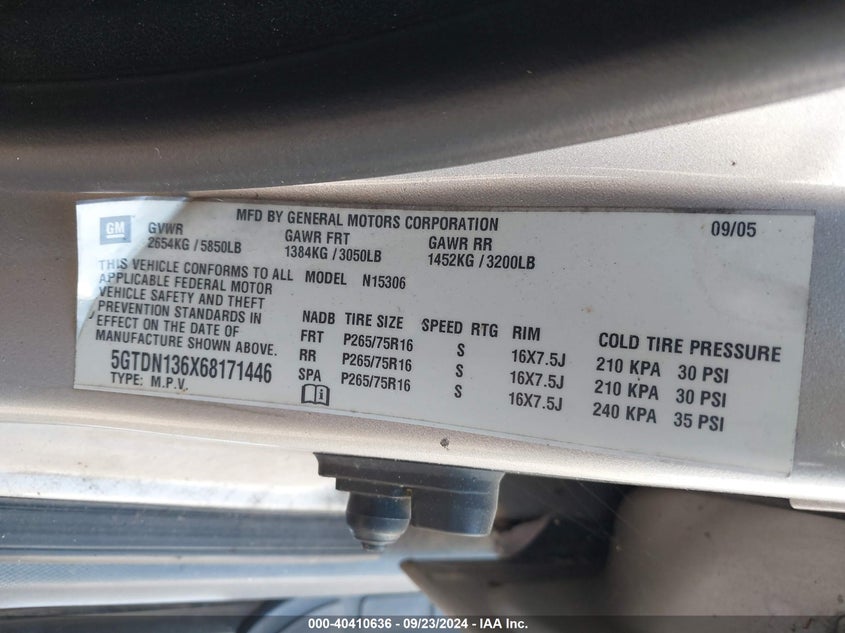 GM
MFD BY GENERAL MOTORS CORPORATION
09/05
GVWR
2654KG / 5850LB
GAWR FRT
1384KG / 3050LB
GAWR RR
1452KG / 3200LB
THIS VEHICLE CONFORMS TO ALL
APPLICABLE FEDERAL MOTOR
VEHICLE SAFETY AND THEFT
PREVENTION STANDARDS IN
EFFECT ON THE DATE OF
MANUFACTURE SHOWN ABOVE.
5GTDN136X68171446
TYPE: M.P.V.
MODEL N15306
NADB TIRE SIZE SPEED RTG RIM COLD TIRE PRESSURE
FRT P265/75R16 S 16X7.5J 210 KPA 30 PSI
RR P265/75R16 S 16X7.5J 210 KPA 30 PSI
SPA P265/75R16 S 16X7.5J 240 KPA 35 PSI
000-40410636 - 09/23/2024 - © IAA Inc.